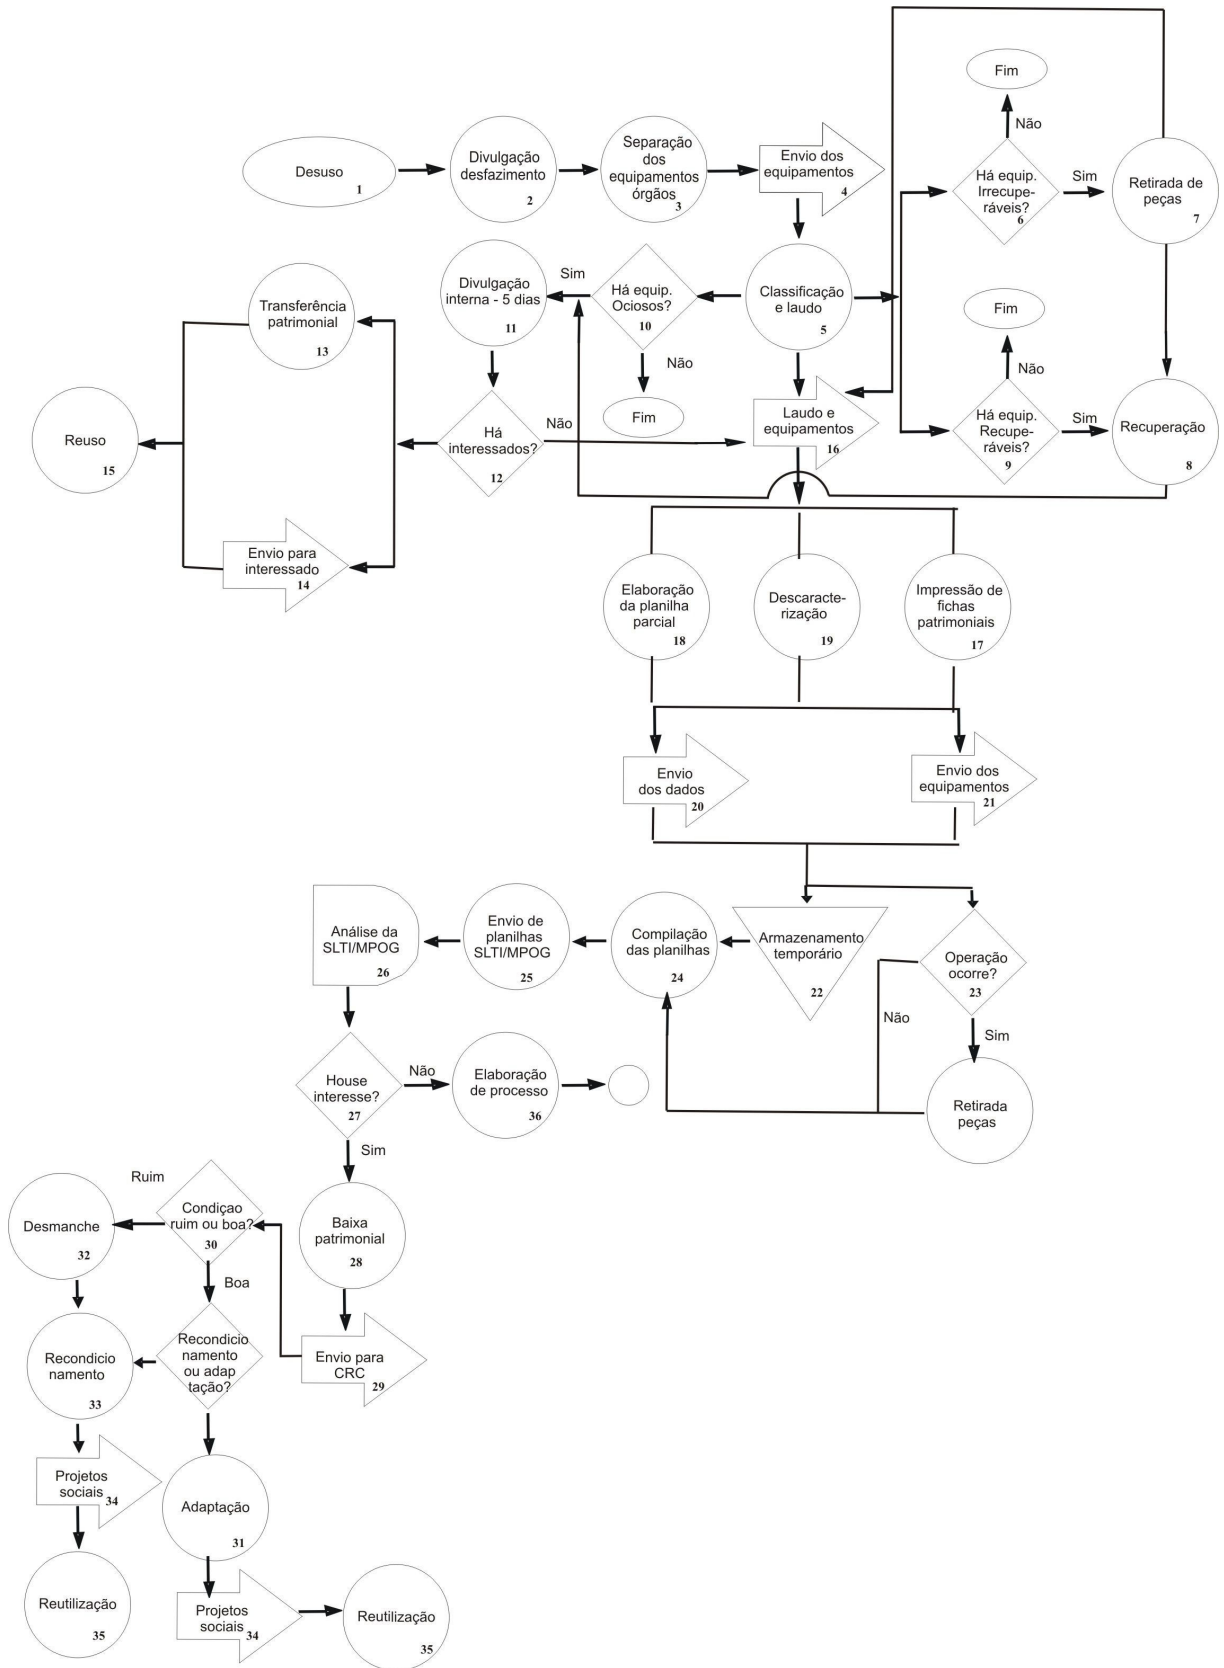 Fim
Não
Desuso
1
Divulgação
desfazimento
2
Separação
dos
equipamentos
órgãos
3
Envio dos
equipamentos
4
Há equip.
Irrecupe-
ráveis?
6
Sim
Retirada de
peças
7
Transferência
patrimonial
13
Divulgação
interna - 5 dias
11
Sim
Há equip.
Ociosos?
10
Classificação
e laudo
5
Fim
Não
Não
Fim
Reuso
15
Há
interessados?
12
Não
Laudo e
equipamentos
16
Há equip.
Recupe-
ráveis?
9
Sim
Recuperação
8
Envio para
interessado
14
Elaboração
da planilha
parcial
18
Descaracte-
rização
19
Impressão de
fichas
patrimoniais
17
Envio
dos dados
20
Envio dos
equipamentos
21
Análise da
SLTI/MPOG
26
Envio de
planilhas
SLTI/MPOG
25
Compilação
das planilhas
24
Armazenamento
temporário
22
Operação
ocorre?
23
Não
Sim
House
interesse?
27
Não
Elaboração
de processo
36
Retirada
peças
Sim
Ruim
Desmanche
32
Condiçao
ruim ou boa?
30
Baixa
patrimonial
28
Boa
Recondicio
namento
33
Recondicio
namento
ou adap
tação?
Envio para
CRC
29
Projetos
sociais
34
Adaptação
31
Reutilização
35
Projetos
sociais
34
Reutilização
35